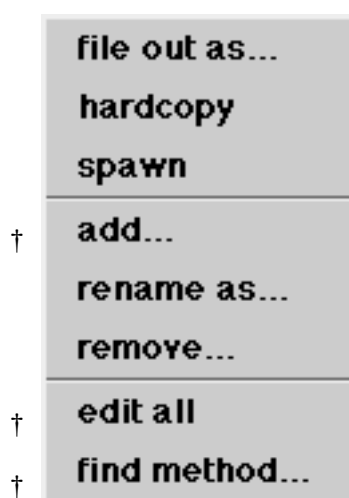 file out as...
hardcopy
spawn
† add...
rename as...
remove...
† edit all
† find method...